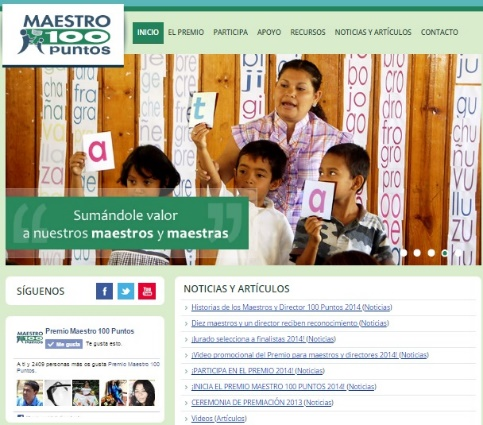 MAESTRO
100
Puntos
INICIO EL PREMIO PARTICIPA APOYO RECURSOS NOTICIAS Y ARTÍCULOS CONTACTO
a
t
a
Sumándole valor
a nuestros maestros y maestras
SÍGUENOS
NOTICIAS Y ARTÍCULOS
Historias de los Maestros y Director 100 Puntos 2014 (Noticias)
Diez maestros y un director reciben reconocimiento (Noticias)
¡Jurado selecciona a finalistas 2014! (Noticias)
¡Video promocional del Premio para maestros y directores 2014! (Noticias)
¡PARTICIPA EN EL PREMIO 2014! (Noticias)
¡INICIA EL PREMIO MAESTRO 100 PUNTOS 2014! (Noticias)
CEREMONIA DE PREMIACIÓN 2013 (Noticias)
Videos (Artículos)
MAESTRO
100
Puntos
Premio Maestro 100 Puntos
Me gusta Te gusta esto.
A ti y 2409 personas más os gusta Premio Maestro 100
Puntos.